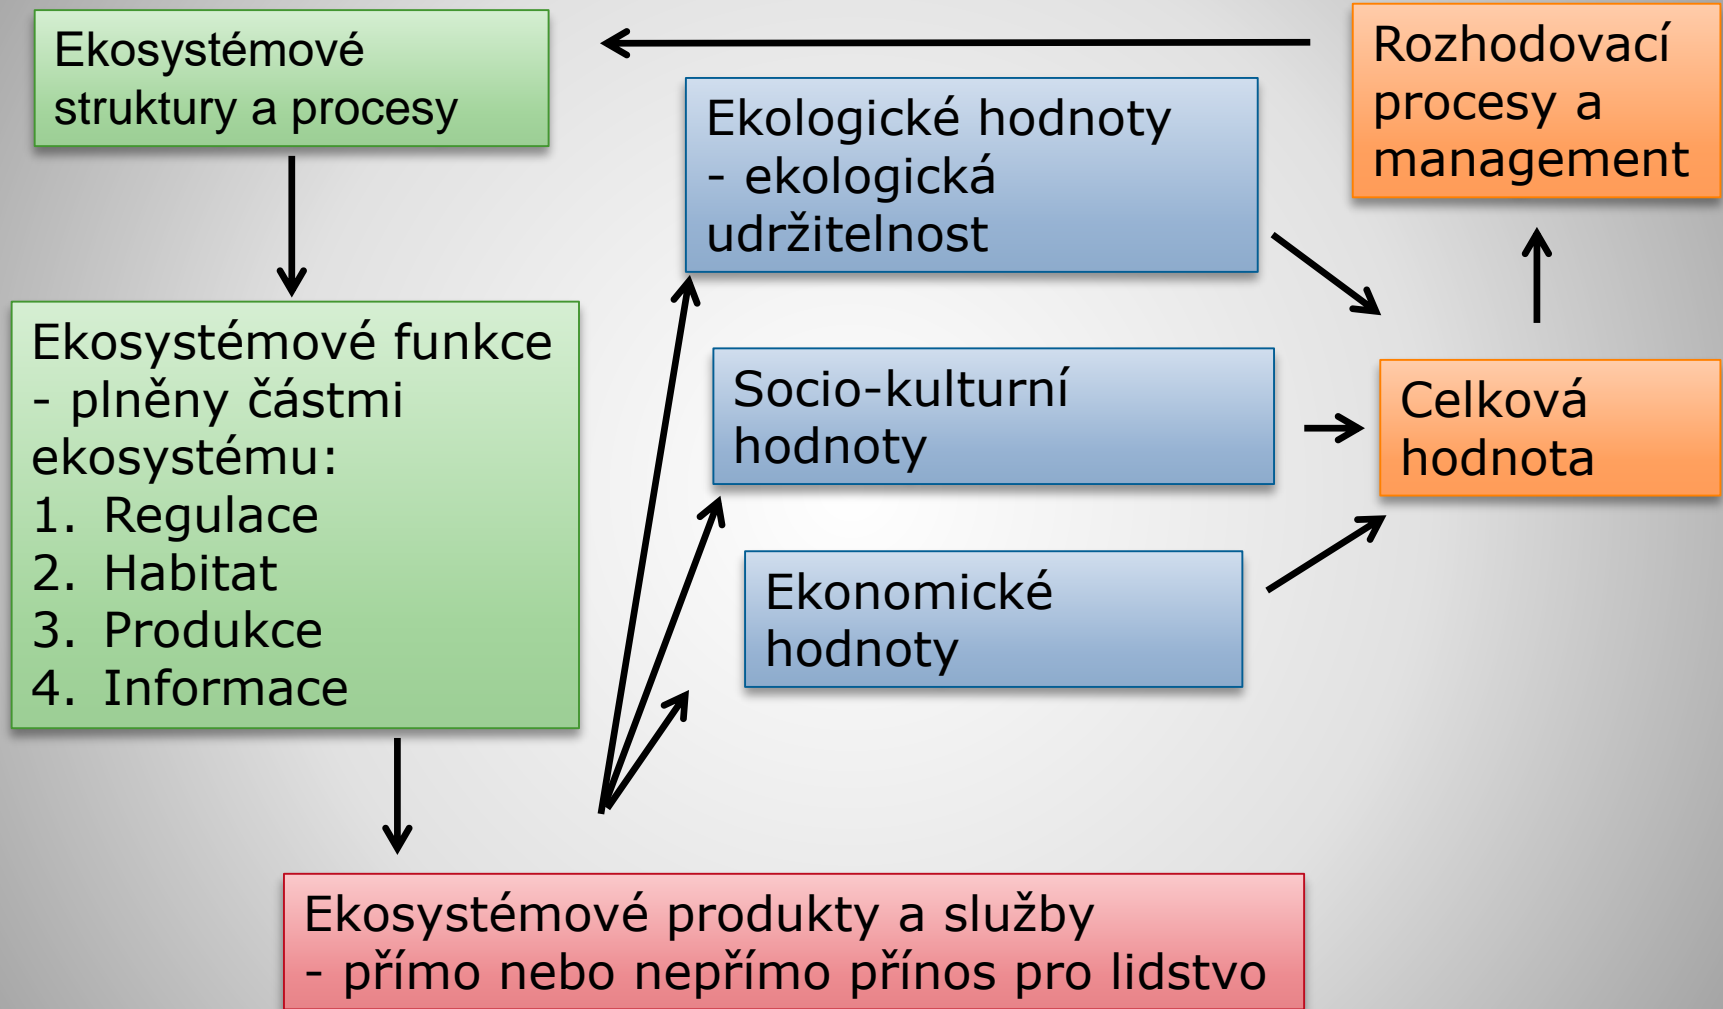 Ekosystémové
struktury a procesy
Ekosystémové funkce
- plněny částmi
ekosystému:
1. Regulace
2. Habitat
3. Produkce
4. Informace
Ekosystémové produkty a služby
- přímo nebo nepřímo přínos pro lidstvo
Ekologické hodnoty
- ekologická
udržitelnost
Socio-kulturní
hodnoty
Ekonomické
hodnoty
Celková
hodnota
Rozhodovací
procesy a
management